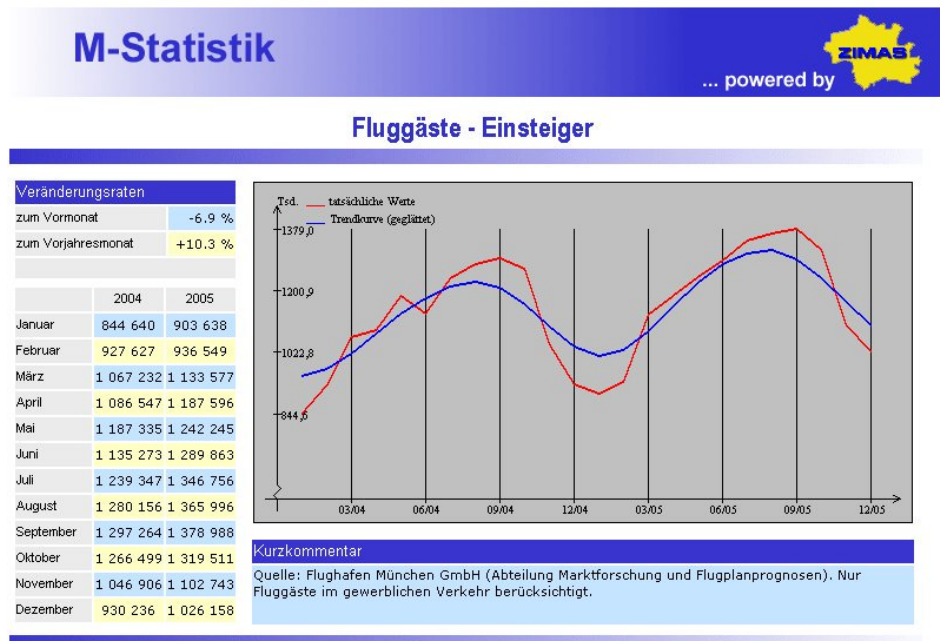 M-Statistik
... powered by
ZIMAS
Fluggäste - Einsteiger
Veränderungsraten
zum Vormonat -6.9 %
zum Vorjahresmonat +10.3 %
2004 2005
Januar 844 640 903 638
Februar 927 627 936 549
März 1 067 232 1 133 577
April 1 086 547 1 187 596
Mai 1 187 335 1 242 245
Juni 1 135 273 1 289 863
Juli 1 239 347 1 346 756
August 1 280 156 1 365 996
September 1 297 264 1 378 988
Oktober 1 266 499 1 319 511
November 1 046 906 1 102 743
Dezember 930 236 1 026 158
Tsd. tatsächliche Werte
Trendkurve (geglättet)
1379,0
1200,9
1022,8
844,6
03/04 06/04 09/04 12/04 03/05 06/05 09/05 12/05
Kurzkommentar
Quelle: Flughafen München GmbH (Abteilung Marktforschung und Flugplanprognosen). Nur
Fluggäste im gewerblichen Verkehr berücksichtigt.